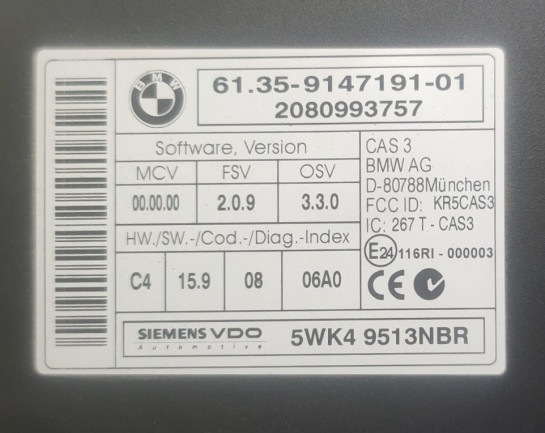 BMW
61.35-9147191-01
2080993757
Software, Version
MCV FSV OSV
00.00.00 2.0.9 3.3.0
HW./SW.-/Cod.-/Diag.-Index
C4 15.9 08 06A0
CAS 3
BMW AG
D-80788München
FCC ID: KR5CAS3
IC: 267 T - CAS3
E24 116RI - 000003
CE
SIEMENS VDO
Automotive
5WK4 9513NBR